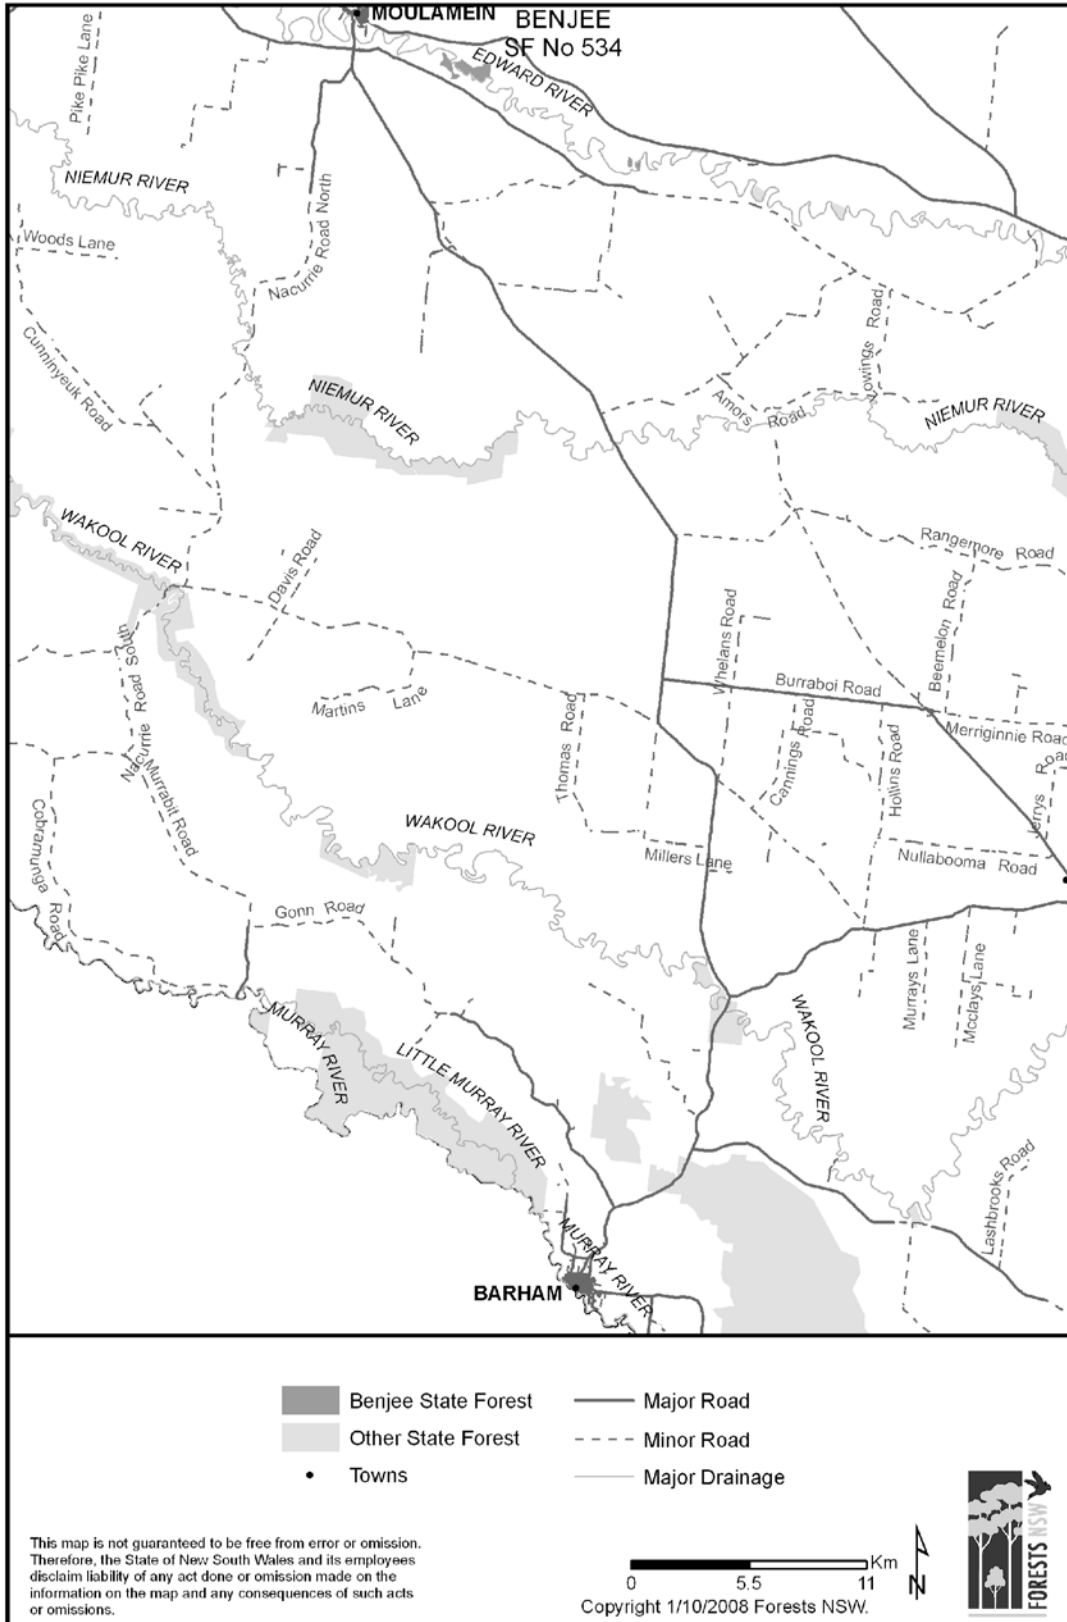 MOULAMEIN
BENJEE
SF No 534
EDWARD RIVER
Pike Pike Lane
NIEMUR RIVER
Woods Lane
Nacurrie Road North
Cunninyeuk Road
NIEMUR RIVER
Amors Road
Lowings Road
NIEMUR RIVER
WAKOOL RIVER
Davis Road
Rangemore Road
Beemelon Road
Whelans Road
Nacurrie Road South
Martins Lane
Thomas Road
Burraboi Road
Merriginnie Road
Cannings Road
Hollins Road
Jerrys Road
Murrabit Road
Cobramunga Road
WAKOOL RIVER
Millers Lane
Nullabooma Road
Gonn Road
Murrays Lane
Mcclays Lane
MURRAY RIVER
LITTLE MURRAY RIVER
WAKOOL RIVER
Lashbrooks Road
MURRAY RIVER
BARHAM
Benjee State Forest
Major Road
Other State Forest
Minor Road
Towns
Major Drainage
This map is not guaranteed to be free from error or omission.
Therefore, the State of New South Wales and its employees
disclaim liability of any act done or omission made on the
information on the map and any consequences of such acts
or omissions.
Km
0 5.5 11
N
Copyright 1/10/2008 Forests NSW.
FORESTS NSW